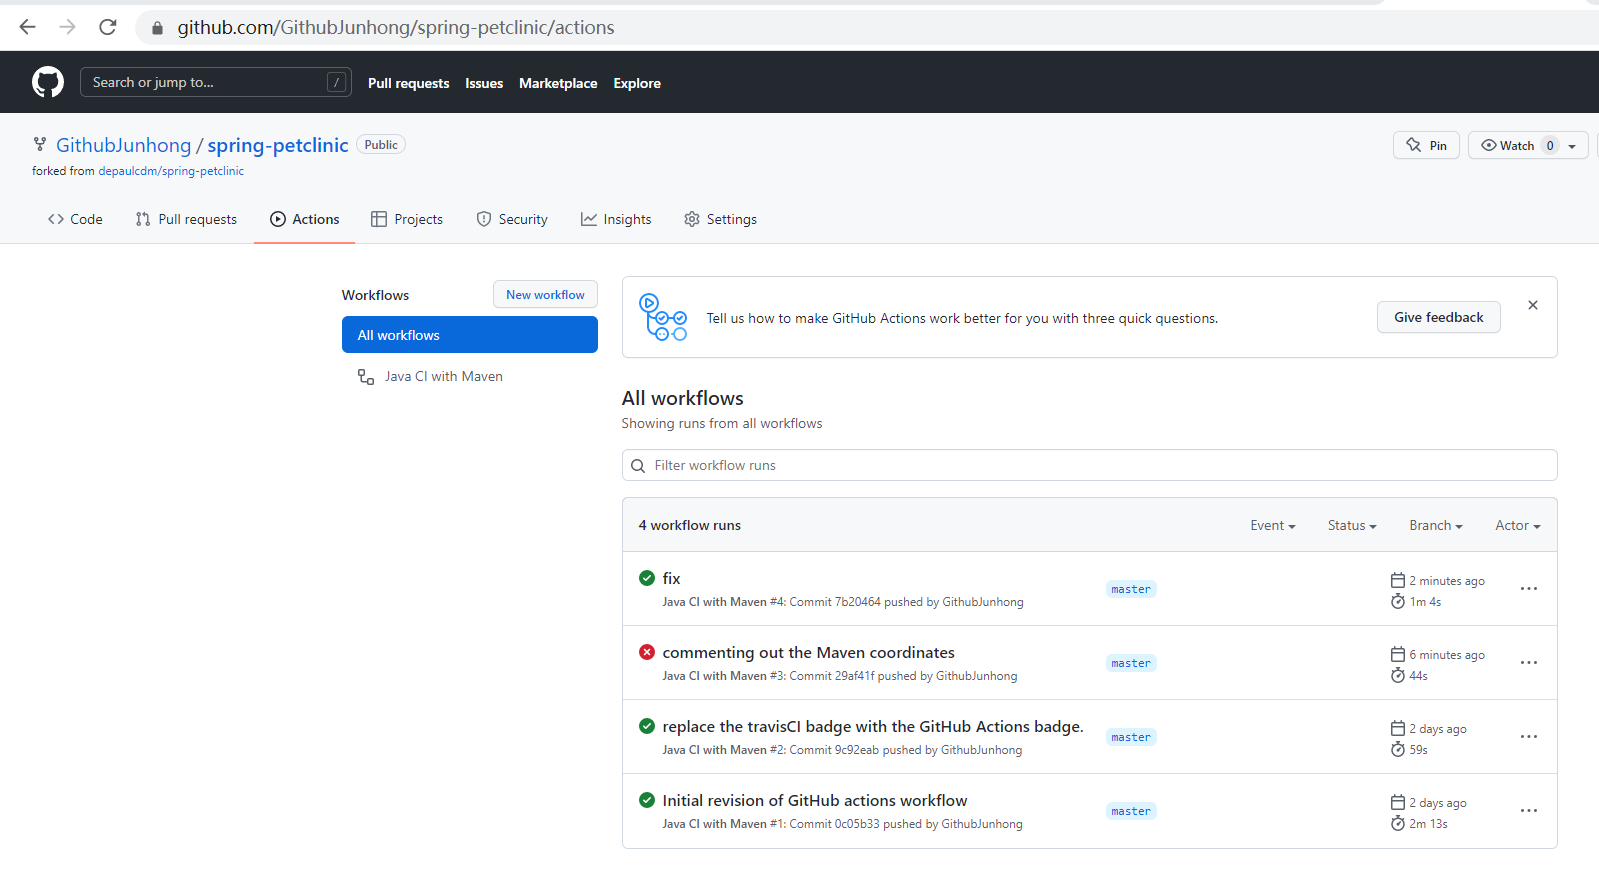 github.com/GithubJunhong/spring-petclinic/actions
Search or jump to... /
Pull requests Issues Marketplace Explore
GithubJunhong / spring-petclinic Public
Pin Watch 0
forked from depaulcdm/spring-petclinic
Code Pull requests Actions Projects Security Insights Settings
Workflows New workflow
All workflows
Java CI with Maven
Tell us how to make GitHub Actions work better for you with three quick questions. Give feedback
All workflows
Showing runs from all workflows
Filter workflow runs
4 workflow runs Event Status Branch Actor
fix
Java CI with Maven #4: Commit 7b20464 pushed by GithubJunhong
master
2 minutes ago
1m 4s
commenting out the Maven coordinates
Java CI with Maven #3: Commit 29af41f pushed by GithubJunhong
master
6 minutes ago
44s
replace the travisCI badge with the GitHub Actions badge.
Java CI with Maven #2: Commit 9c92eab pushed by GithubJunhong
master
2 days ago
59s
Initial revision of GitHub actions workflow
Java CI with Maven #1: Commit 0c05b33 pushed by GithubJunhong
master
2 days ago
2m 13s